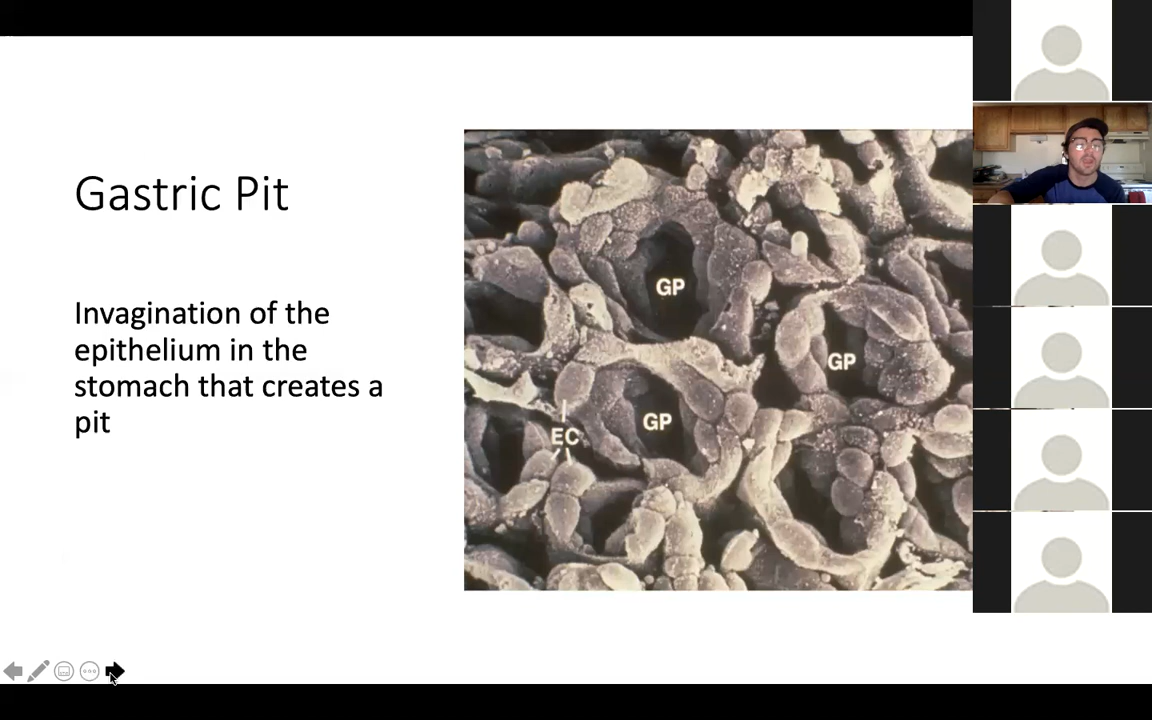 Gastric Pit
Invagination of the
epithelium in the
stomach that creates a
pit
GP
GP
GP
EC